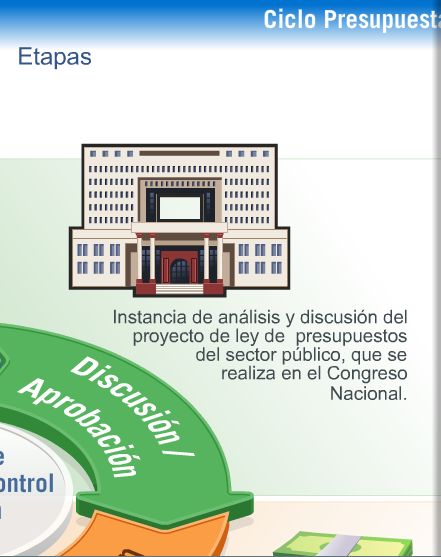 Ciclo Presupuesta
Etapas
Instancia de análisis y discusión del
proyecto de ley de presupuestos
del sector público, que se
realiza en el Congreso
Nacional.
Discusión /
Aprobación
e
ontrol